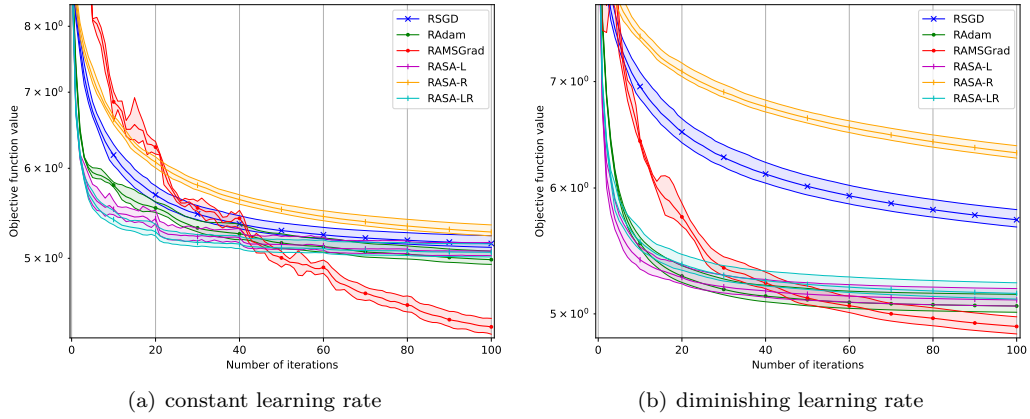 8 × 10⁰
7 × 10⁰
6 × 10⁰
5 × 10⁰
Objective function value
0
20
40
60
80
100
Number of iterations
RSGD
RAdam
RAMSGrad
RASA-L
RASA-R
RASA-LR
(a) constant learning rate
7 × 10⁰
6 × 10⁰
5 × 10⁰
Objective function value
0
20
40
60
80
100
Number of iterations
RSGD
RAdam
RAMSGrad
RASA-L
RASA-R
RASA-LR
(b) diminishing learning rate